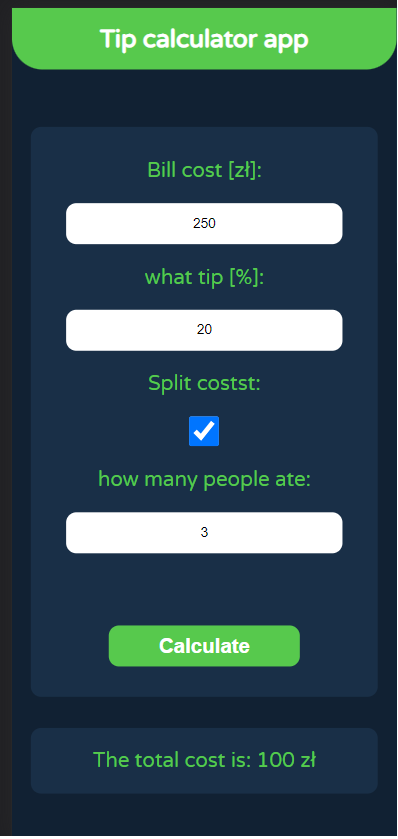 Tip calculator app
Bill cost [zł]:
250
what tip [%]:
20
Split costst:
how many people ate:
3
Calculate
The total cost is: 100 zł